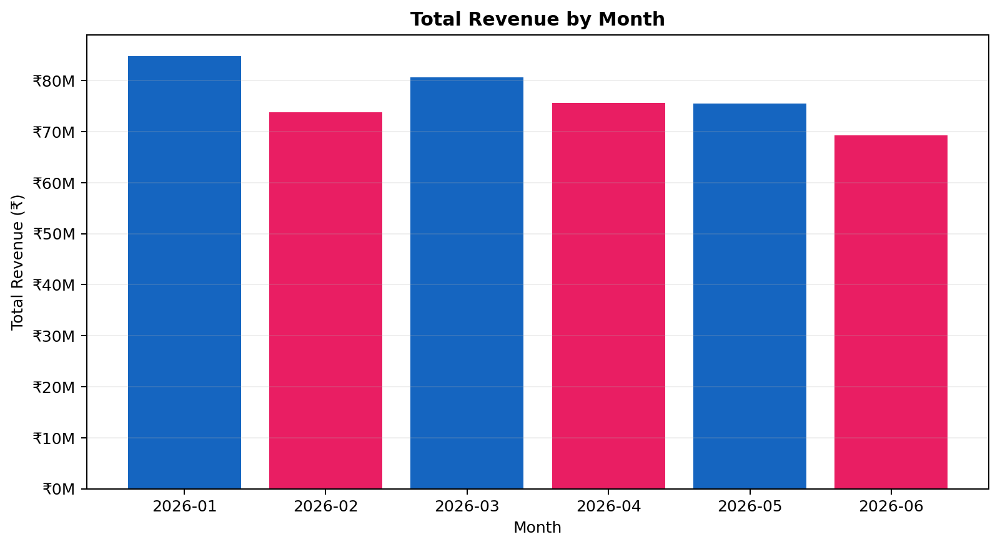 Total Revenue by Month
Total Revenue (₹)
₹80M
₹70M
₹60M
₹50M
₹40M
₹30M
₹20M
₹10M
₹0M
2026-01 2026-02 2026-03 2026-04 2026-05 2026-06
Month